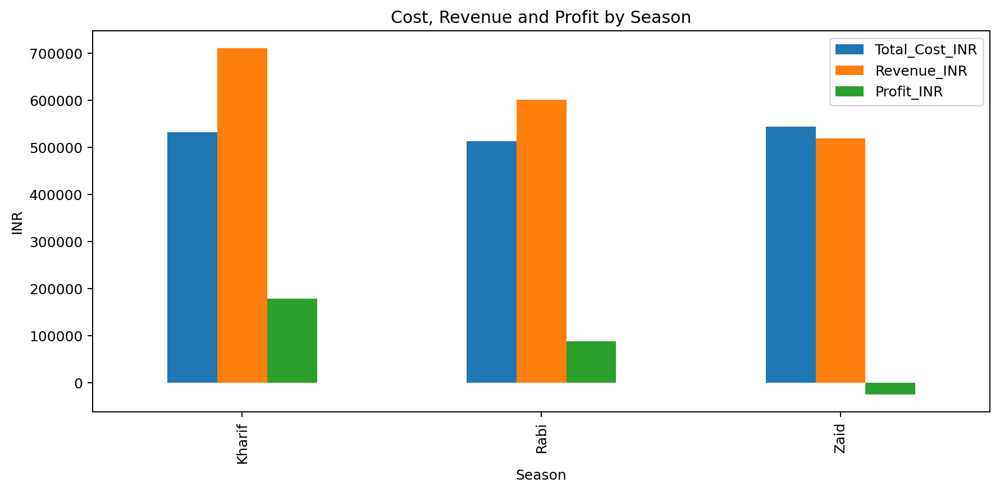 Cost, Revenue and Profit by Season
Total_Cost_INR
Revenue_INR
Profit_INR
INR
700000
600000
500000
400000
300000
200000
100000
0
Kharif
Rabi
Zaid
Season